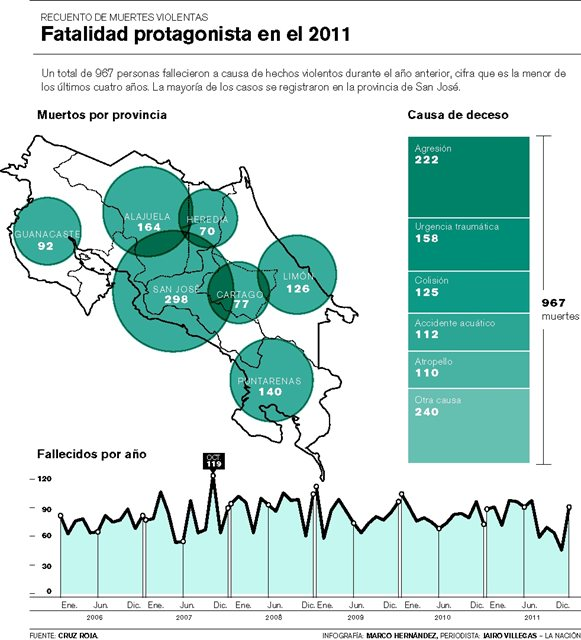 RECUENTO DE MUERTES VIOLENTAS
Fatalidad protagonista en el 2011
Un total de 967 personas fallecieron a causa de hechos violentos durante el año anterior, cifra que es la menor de
los últimos cuatro años. La mayoría de los casos se registraron en la provincia de San José.
Muertos por provincia
GUANACASTE
92
ALAJUELA
164
HEREDIA
70
SAN JOSÉ
298
CARTAGO
77
LIMÓN
126
PUNTARENAS
140
Causa de deceso
Agresión
222
Urgencia traumática
158
Colisión
125
Accidente acuático
112
Atropello
110
Otra causa
240
967
muertes
Fallecidos por año
OCT.
119
120
90
60
30
0
Ene. Jun. Dic. Ene. Jun. Dic. Ene. Jun. Dic. Ene. Jun. Dic. Ene. Jun. Dic. Ene. Jun. Dic.
2006 2007 2008 2009 2010 2011
FUENTE: CRUZ ROJA. INFOGRAFÍA: MARCO HERNÁNDEZ, PERIODISTA: JAIRO VILLEGAS – LA NACIÓN